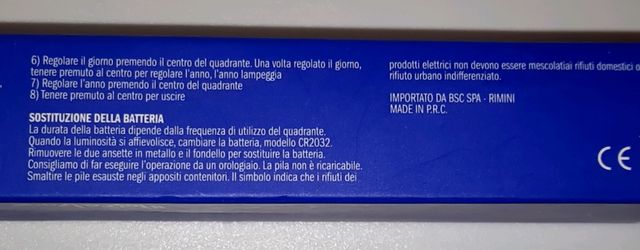 6) Regolare il giorno premendo il centro del quadrante. Una volta regolato il giorno,
tenere premuto al centro per regolare l'anno, l'anno lampeggia
7) Regolare l'anno premendo il centro del quadrante
8) Tenere premuto al centro per uscire
SOSTITUZIONE DELLA BATTERIA
La durata della batteria dipende dalla frequenza di utilizzo del quadrante.
Quando la luminosità si affievolisce, cambiare la batteria, modello CR2032.
Rimuovere le due ansette in metallo e il fondello per sostituire la batteria.
Consigliamo di far eseguire l'operazione da un orologiaio. La pila non è ricaricabile.
Smaltire le pile esauste negli appositi contenitori. Il simbolo indica che i rifiuti dei
prodotti elettrici non devono essere mescolatiai rifiuti domestici o
rifiuto urbano indifferenziato.
IMPORTATO DA BSC SPA - RIMINI
MADE IN P.R.C.
CE